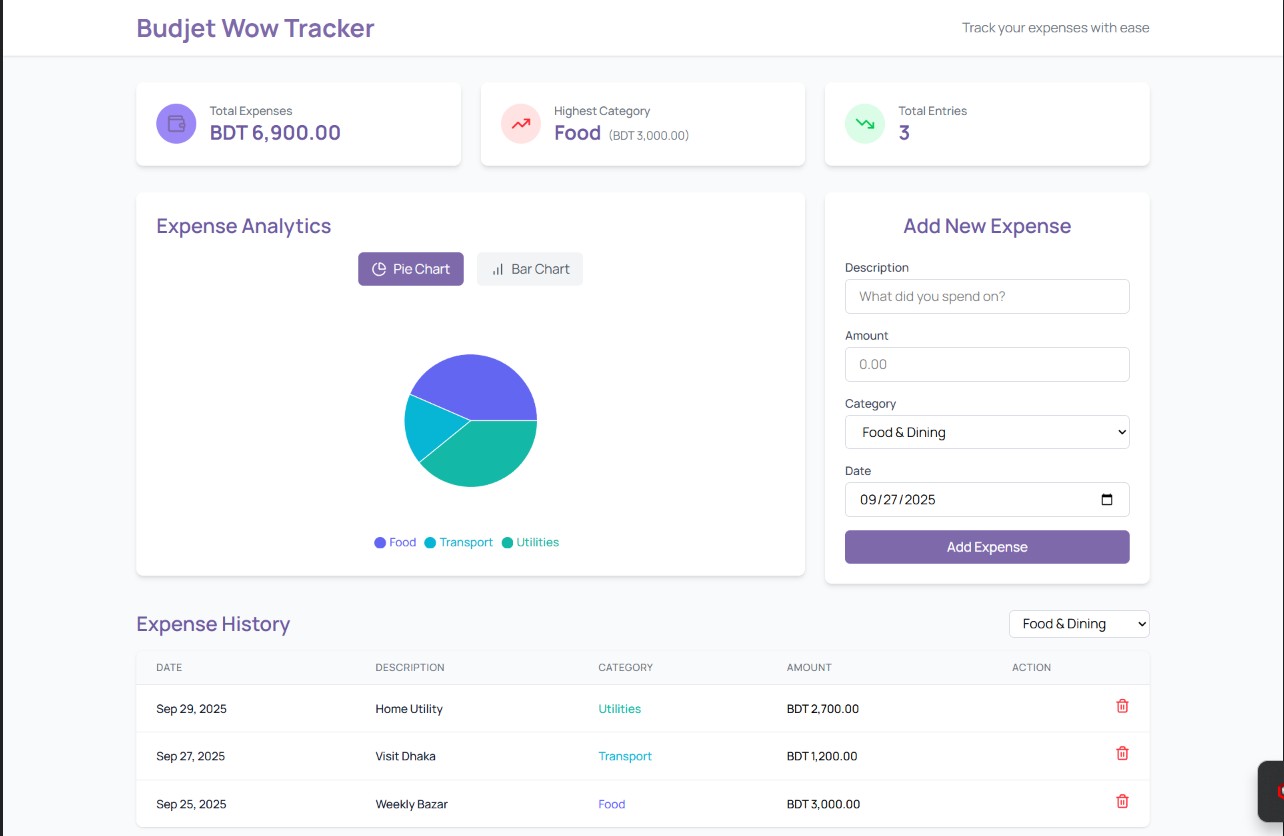 Budjet Wow Tracker
Track your expenses with ease
Total Expenses
BDT 6,900.00
Highest Category
Food (BDT 3,000.00)
Total Entries
3
Expense Analytics
Pie Chart
Bar Chart
Food Transport Utilities
Add New Expense
Description
What did you spend on?
Amount
0.00
Category
Food & Dining
Date
09/27/2025
Add Expense
Expense History
Food & Dining
DATE DESCRIPTION CATEGORY AMOUNT ACTION
Sep 29, 2025 Home Utility Utilities BDT 2,700.00
Sep 27, 2025 Visit Dhaka Transport BDT 1,200.00
Sep 25, 2025 Weekly Bazar Food BDT 3,000.00